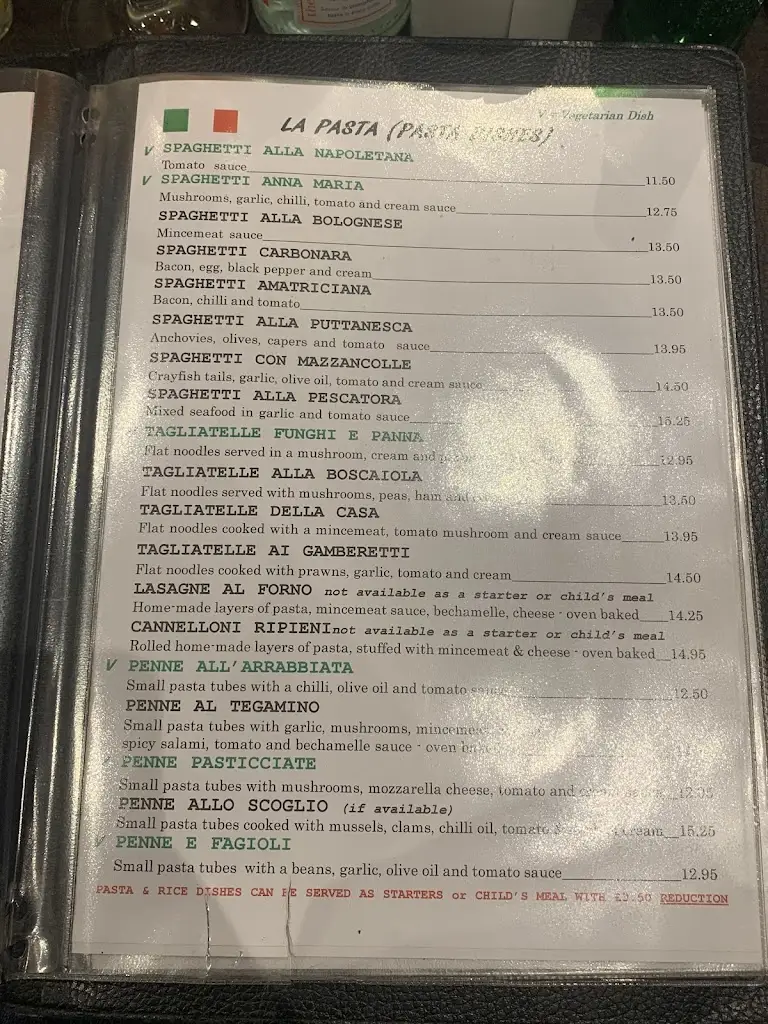 LA PASTA (PASTA DISHES)
V = Vegetarian Dish
V SPAGHETTI ALLA NAPOLETANA
Tomato sauce 11.50
V SPAGHETTI ANNA MARIA
Mushrooms, garlic, chilli, tomato and cream sauce 12.75
SPAGHETTI ALLA BOLOGNESE
Mincemeat sauce 13.50
SPAGHETTI CARBONARA
Bacon, egg, black pepper and cream 13.50
SPAGHETTI AMATRICIANA
Bacon, chilli and tomato 13.50
SPAGHETTI ALLA PUTTANESCA
Anchovies, olives, capers and tomato sauce 13.95
SPAGHETTI CON MAZZANCOLLE
Crayfish tails, garlic, olive oil, tomato and cream sauce 14.50
SPAGHETTI ALLA PESCATORA
Mixed seafood in garlic and tomato sauce 15.25
TAGLIATELLE FUNGHI E PANNA
Flat noodles served in a mushroom, cream and 12.95
TAGLIATELLE ALLA BOSCAIOLA
Flat noodles served with mushrooms, peas, ham and 13.50
TAGLIATELLE DELLA CASA
Flat noodles cooked with a mincemeat, tomato mushroom and cream sauce 13.95
TAGLIATELLE AI GAMBERETTI
Flat noodles cooked with prawns, garlic, tomato and cream 14.50
LASAGNE AL FORNO not available as a starter or child's meal
Home-made layers of pasta, mincemeat sauce, bechamelle, cheese - oven baked 14.25
CANNELLONI RIPIENI not available as a starter or child's meal
Rolled home-made layers of pasta, stuffed with mincemeat & cheese - oven baked 14.95
V PENNE ALL'ARRABBIATA
Small pasta tubes with a chilli, olive oil and tomato sauce 12.50
PENNE AL TEGAMINO
Small pasta tubes with garlic, mushrooms, mincemeat
spicy salami, tomato and bechamelle sauce - oven baked
V PENNE PASTICCIATE
Small pasta tubes with mushrooms, mozzarella cheese, tomato and 12.95
PENNE ALLO SCOGLIO (if available)
Small pasta tubes cooked with mussels, clams, chilli oil, tomato cream 15.25
V PENNE E FAGIOLI
Small pasta tubes with a beans, garlic, olive oil and tomato sauce 12.95
PASTA & RICE DISHES CAN BE SERVED AS STARTERS or CHILD'S MEAL WITH REDUCTION